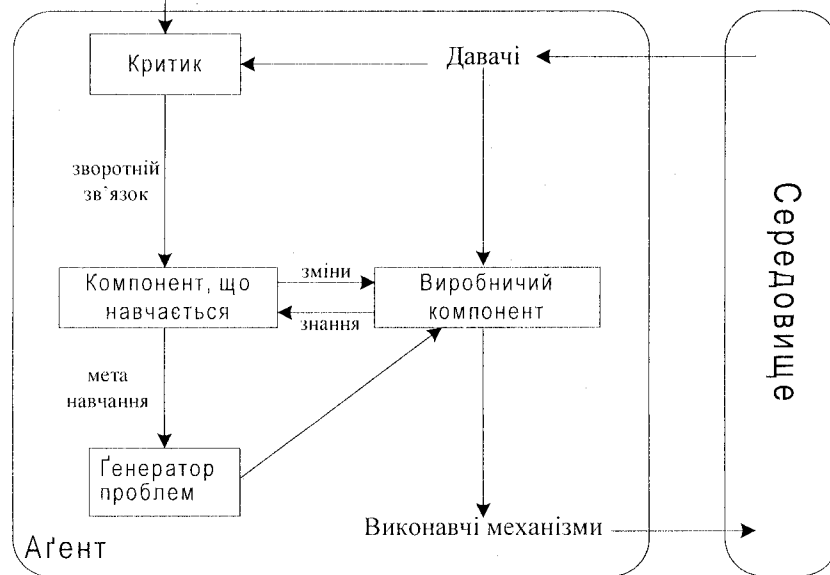 Критик
Давачі
зворотній
зв`язок
Компонент, що
навчається
зміни
знання
Виробничий
компонент
мета
навчання
Ґенератор
проблем
Виконавчі механізми
Аґент
Середовище